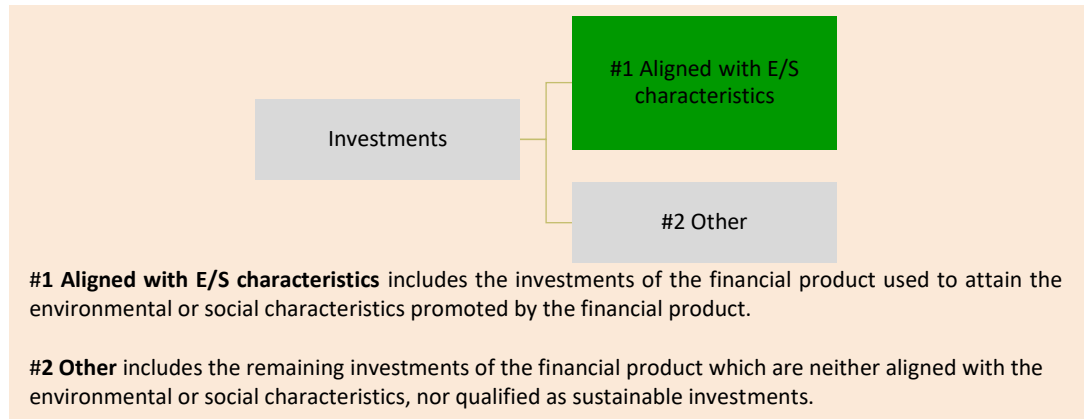 #1 Aligned with E/S
characteristics
Investments
#2 Other
#1 Aligned with E/S characteristics includes the investments of the financial product used to attain the
environmental or social characteristics promoted by the financial product.
#2 Other includes the remaining investments of the financial product which are neither aligned with the
environmental or social characteristics, nor qualified as sustainable investments.